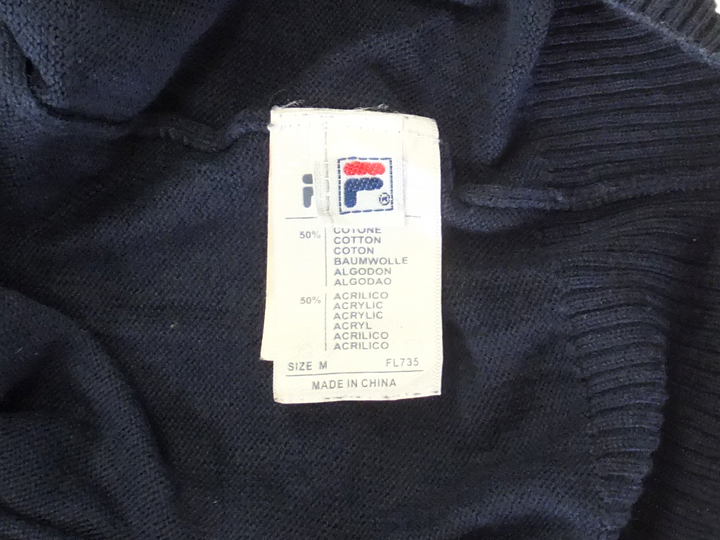 F
®
50% COTONE
COTTON
COTON
BAUMWOLLE
ALGODON
ALGODAO
50% ACRILICO
ACRYLIC
ACRYLIC
ACRYL
ACRILICO
ACRILICO
SIZE M FL735
MADE IN CHINA